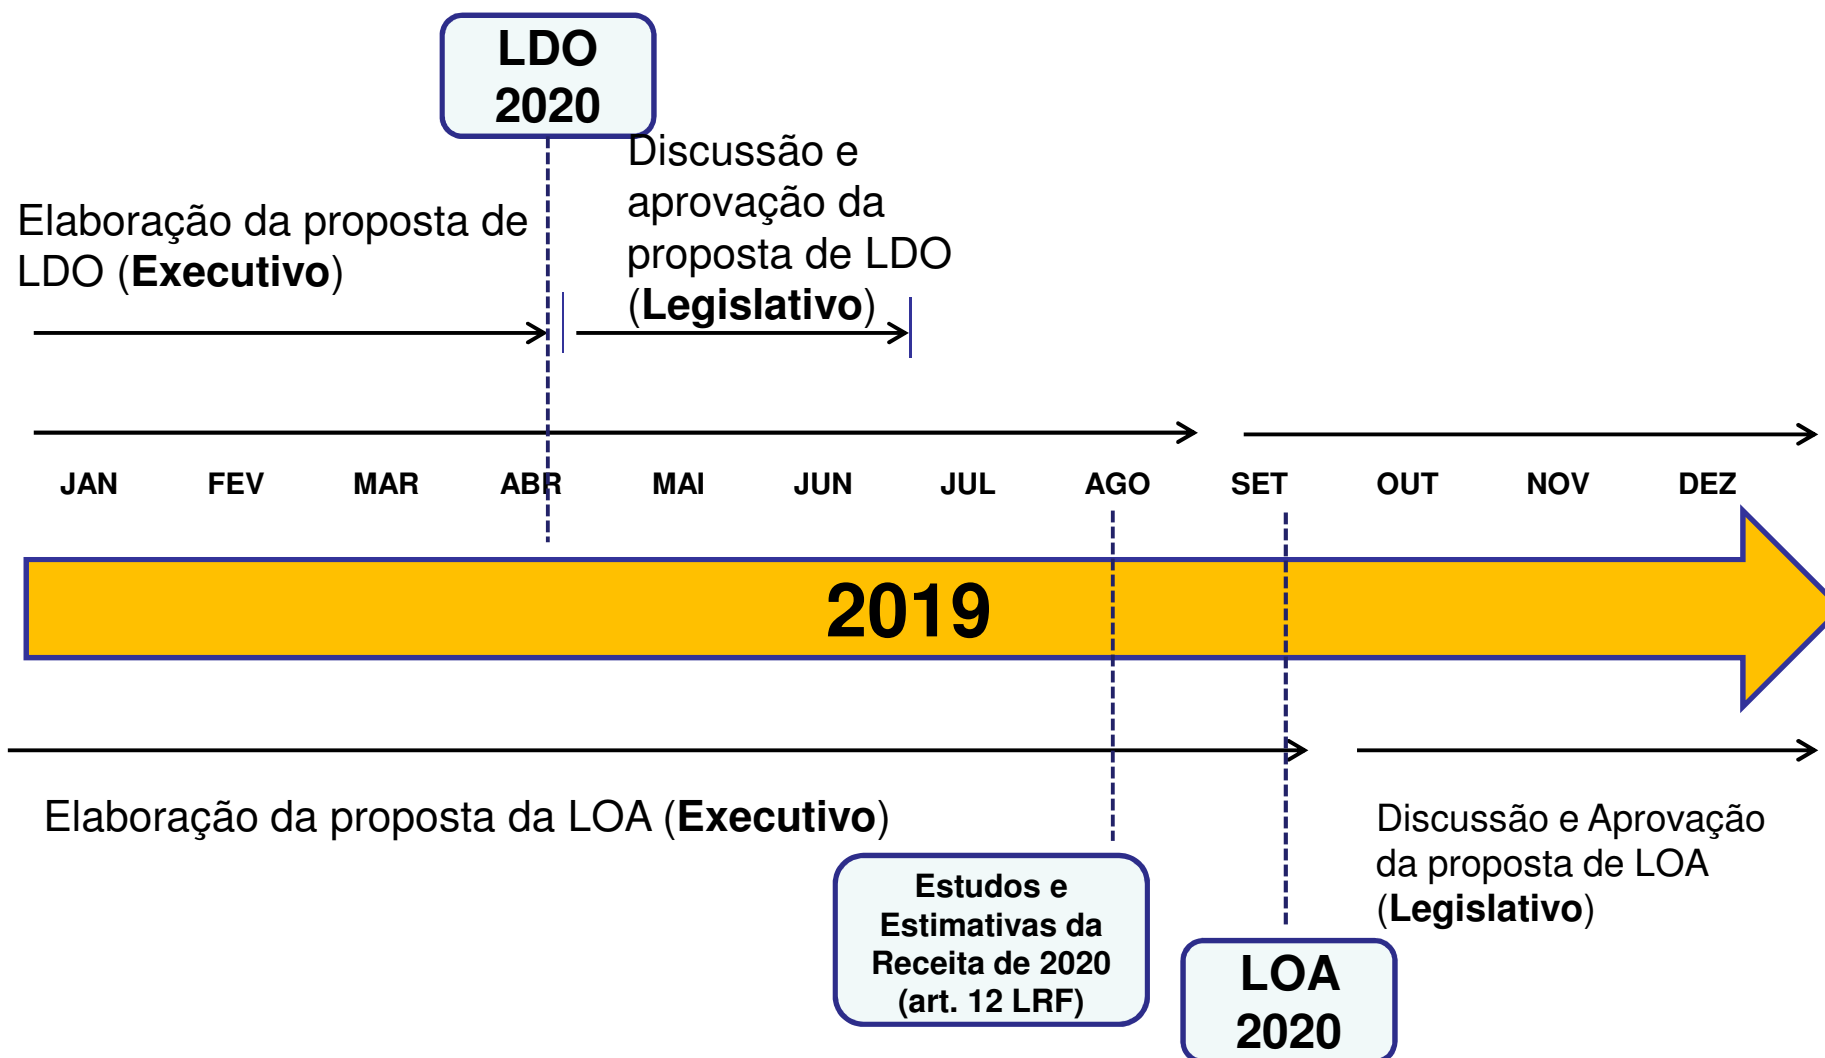 LDO
2020
Elaboração da proposta de
LDO (Executivo)
Discussão e
aprovação da
proposta de LDO
(Legislativo)
JAN FEV MAR ABR MAI JUN JUL AGO SET OUT NOV DEZ
2019
Elaboração da proposta da LOA (Executivo)
Discussão e Aprovação
da proposta de LOA
(Legislativo)
Estudos e
Estimativas da
Receita de 2020
(art. 12 LRF)
LOA
2020